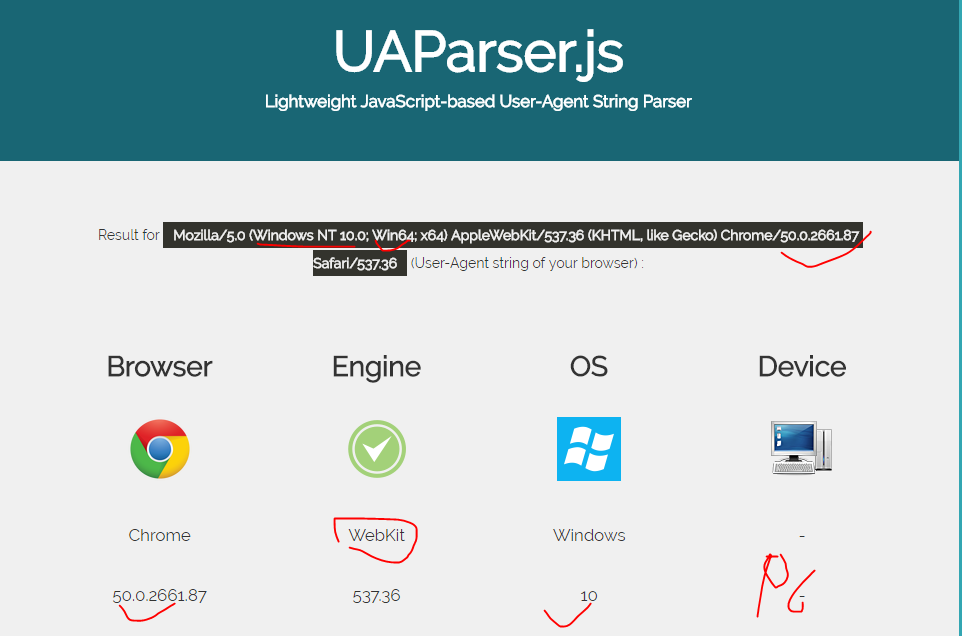 UAParser.js
Lightweight JavaScript-based User-Agent String Parser
Result for Mozilla/5.0 (Windows NT 10.0; Win64; x64) AppleWebKit/537.36 (KHTML, like Gecko) Chrome/50.0.2661.87
Safari/537.36 (User-Agent string of your browser) :
Browser Engine OS Device
Chrome WebKit Windows -
50.0.2661.87 537.36 10 -
PC